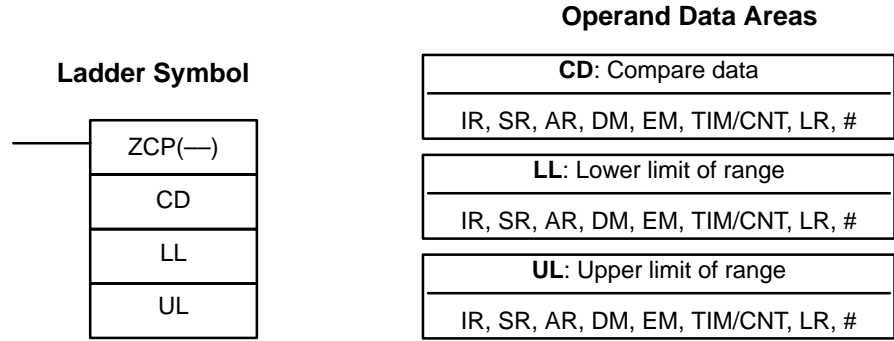 Operand Data Areas
Ladder Symbol
ZCP(––)
CD
LL
UL
CD: Compare data
IR, SR, AR, DM, EM, TIM/CNT, LR, #
LL: Lower limit of range
IR, SR, AR, DM, EM, TIM/CNT, LR, #
UL: Upper limit of range
IR, SR, AR, DM, EM, TIM/CNT, LR, #